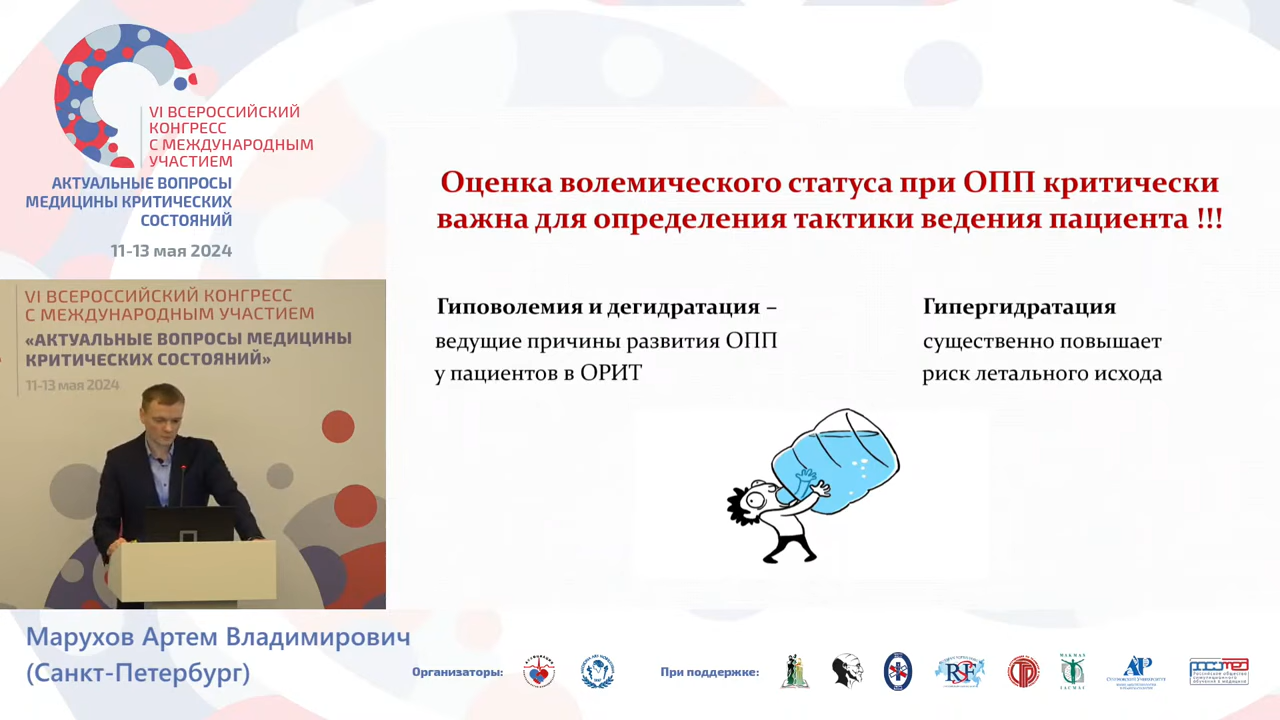 VI ВСЕРОССИЙСКИЙ
КОНГРЕСС
С МЕЖДУНАРОДНЫМ
УЧАСТИЕМ
АКТУАЛЬНЫЕ ВОПРОСЫ
МЕДИЦИНЫ КРИТИЧЕСКИХ
СОСТОЯНИЙ
11-13 мая 2024
Оценка волемического статуса при ОПП критически
важна для определения тактики ведения пациента !!!
Гиповолемия и дегидратация –
ведущие причины развития ОПП
у пациентов в ОРИТ
Гипергидратация
существенно повышает
риск летального исхода
VI ВСЕРОССИЙСКИЙ КОНГРЕСС
С МЕЖДУНАРОДНЫМ УЧАСТИЕМ
«АКТУАЛЬНЫЕ ВОПРОСЫ МЕДИЦИНЫ
КРИТИЧЕСКИХ СОСТОЯНИЙ»
11-13 мая 2024
Марухов Артем Владимирович
(Санкт-Петербург)
Организаторы:
При поддержке: